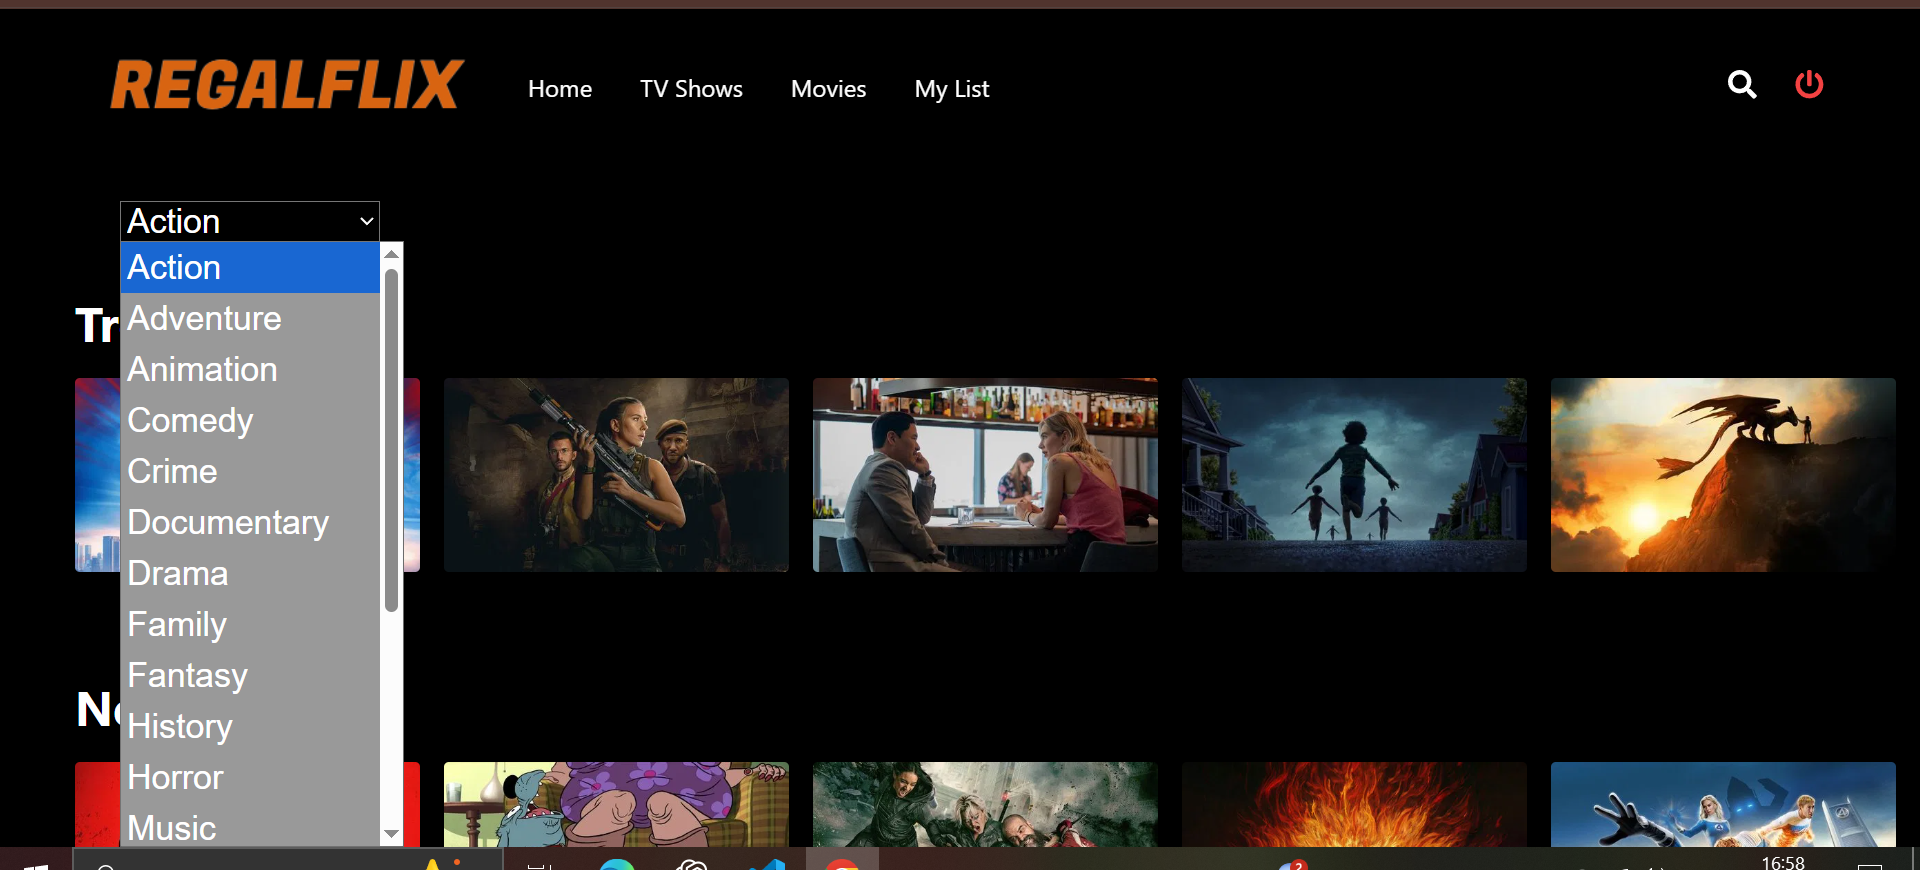 REGALFLIX
Home TV Shows Movies My List
Action
Action
Adventure
Animation
Comedy
Crime
Documentary
Drama
Family
Fantasy
History
Horror
Music
Tr
2
16:58